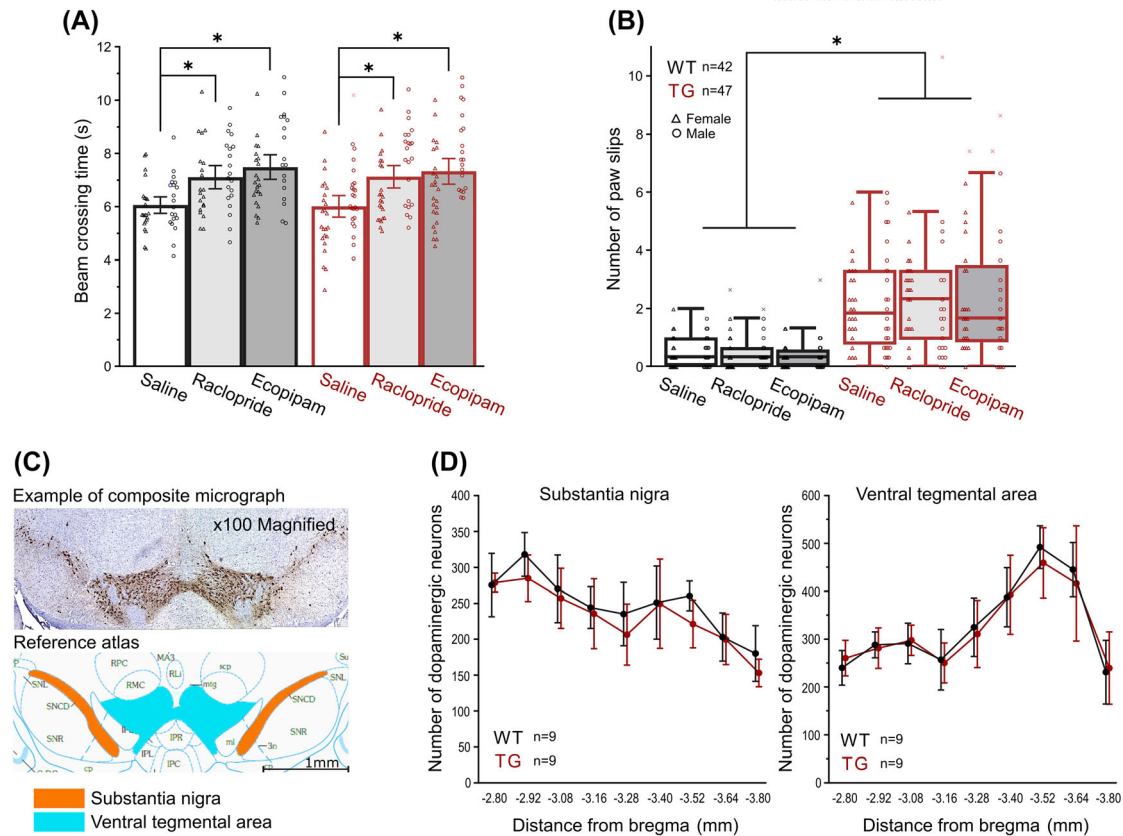 (A)
*
*
*
*
Beam crossing time (s)
12
10
8
6
4
2
0
Saline
Raclopride
Ecopipam
Saline
Raclopride
Ecopipam
(B)
*
WT n=42
TG n=47
△ Female
○ Male
Number of paw slips
10
8
6
4
2
0
Saline
Raclopride
Ecopipam
Saline
Raclopride
Ecopipam
(C)
Example of composite micrograph
x100 Magnified
Reference atlas
RPC MA3 scp Su
SNL RMC RLi mtg SNL
SNCD SNCD
SNR IPR SNR
IPL ml 3n
cp IPC cp
1mm
Substantia nigra
Ventral tegmental area
(D)
Substantia nigra
Number of dopaminergic neurons
400
350
300
250
200
150
100
50
0
WT n=9
TG n=9
-2.80 -2.92 -3.08 -3.16 -3.28 -3.40 -3.52 -3.64 -3.80
Distance from bregma (mm)
Ventral tegmental area
Number of dopaminergic neurons
600
500
400
300
200
100
0
WT n=9
TG n=9
-2.80 -2.92 -3.08 -3.16 -3.28 -3.40 -3.52 -3.64 -3.80
Distance from bregma (mm)